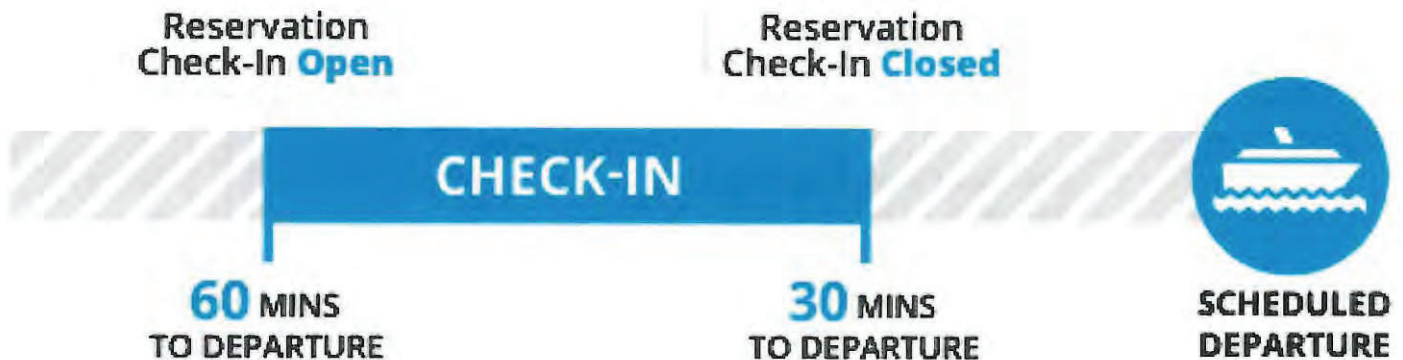 Reservation
Check-In Open
Reservation
Check-In Closed
CHECK-IN
60 MINS
TO DEPARTURE
30 MINS
TO DEPARTURE
SCHEDULED
DEPARTURE